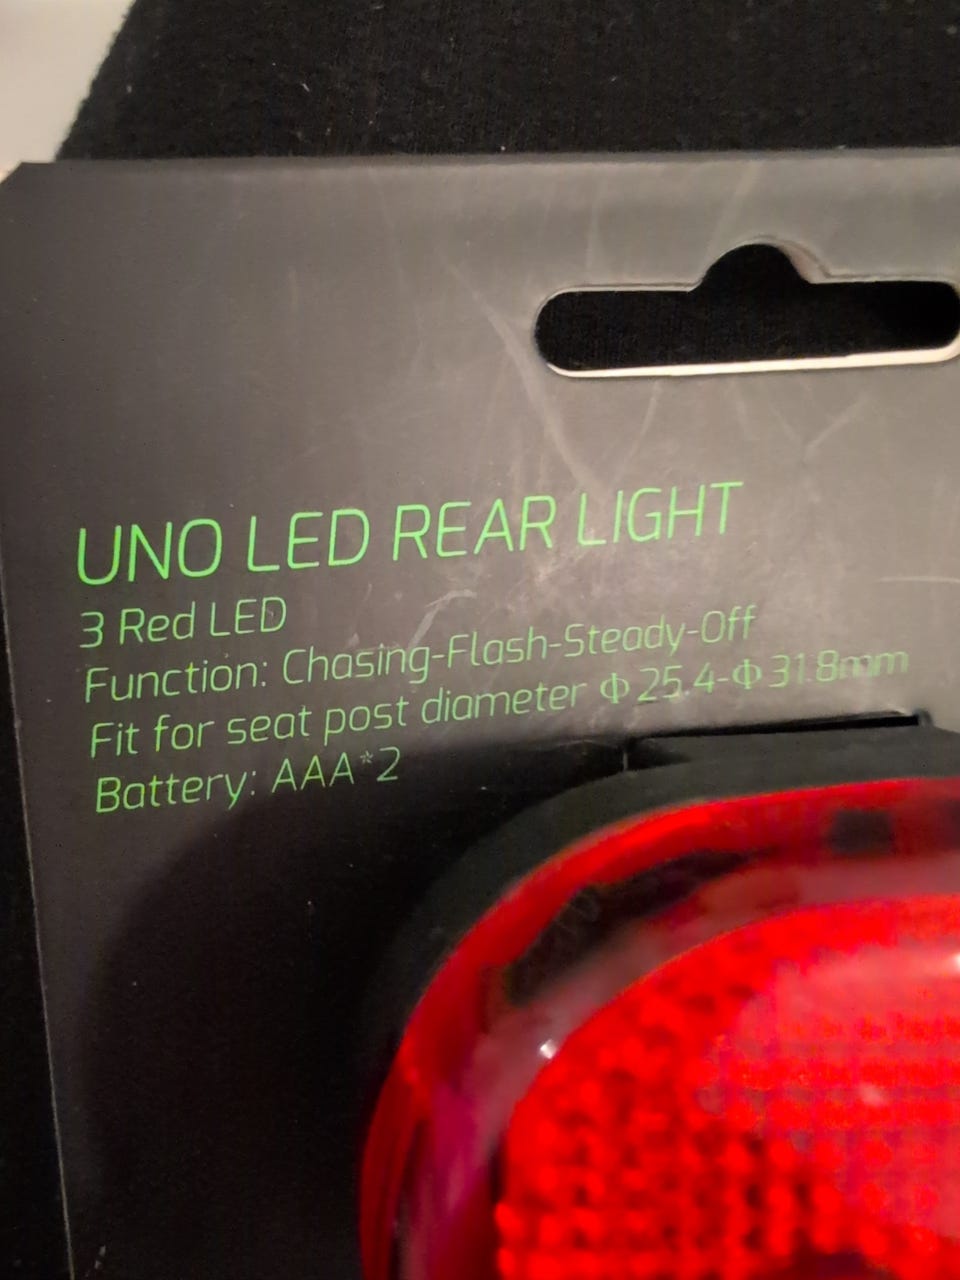 UNO LED REAR LIGHT
3 Red LED
Function: Chasing-Flash-Steady-Off
Fit for seat post diameter Φ25.4-Φ31.8mm
Battery: AAA*2